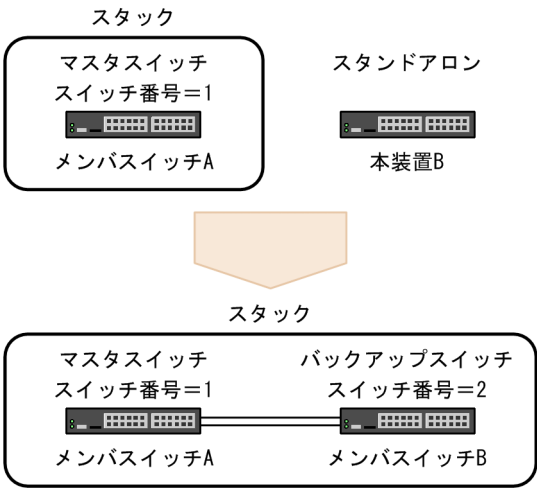 スタック
マスタスイッチ スタンドアロン
スイッチ番号=1
メンバスイッチA 本装置B
スタック
マスタスイッチ バックアップスイッチ
スイッチ番号=1 スイッチ番号=2
メンバスイッチA メンバスイッチB